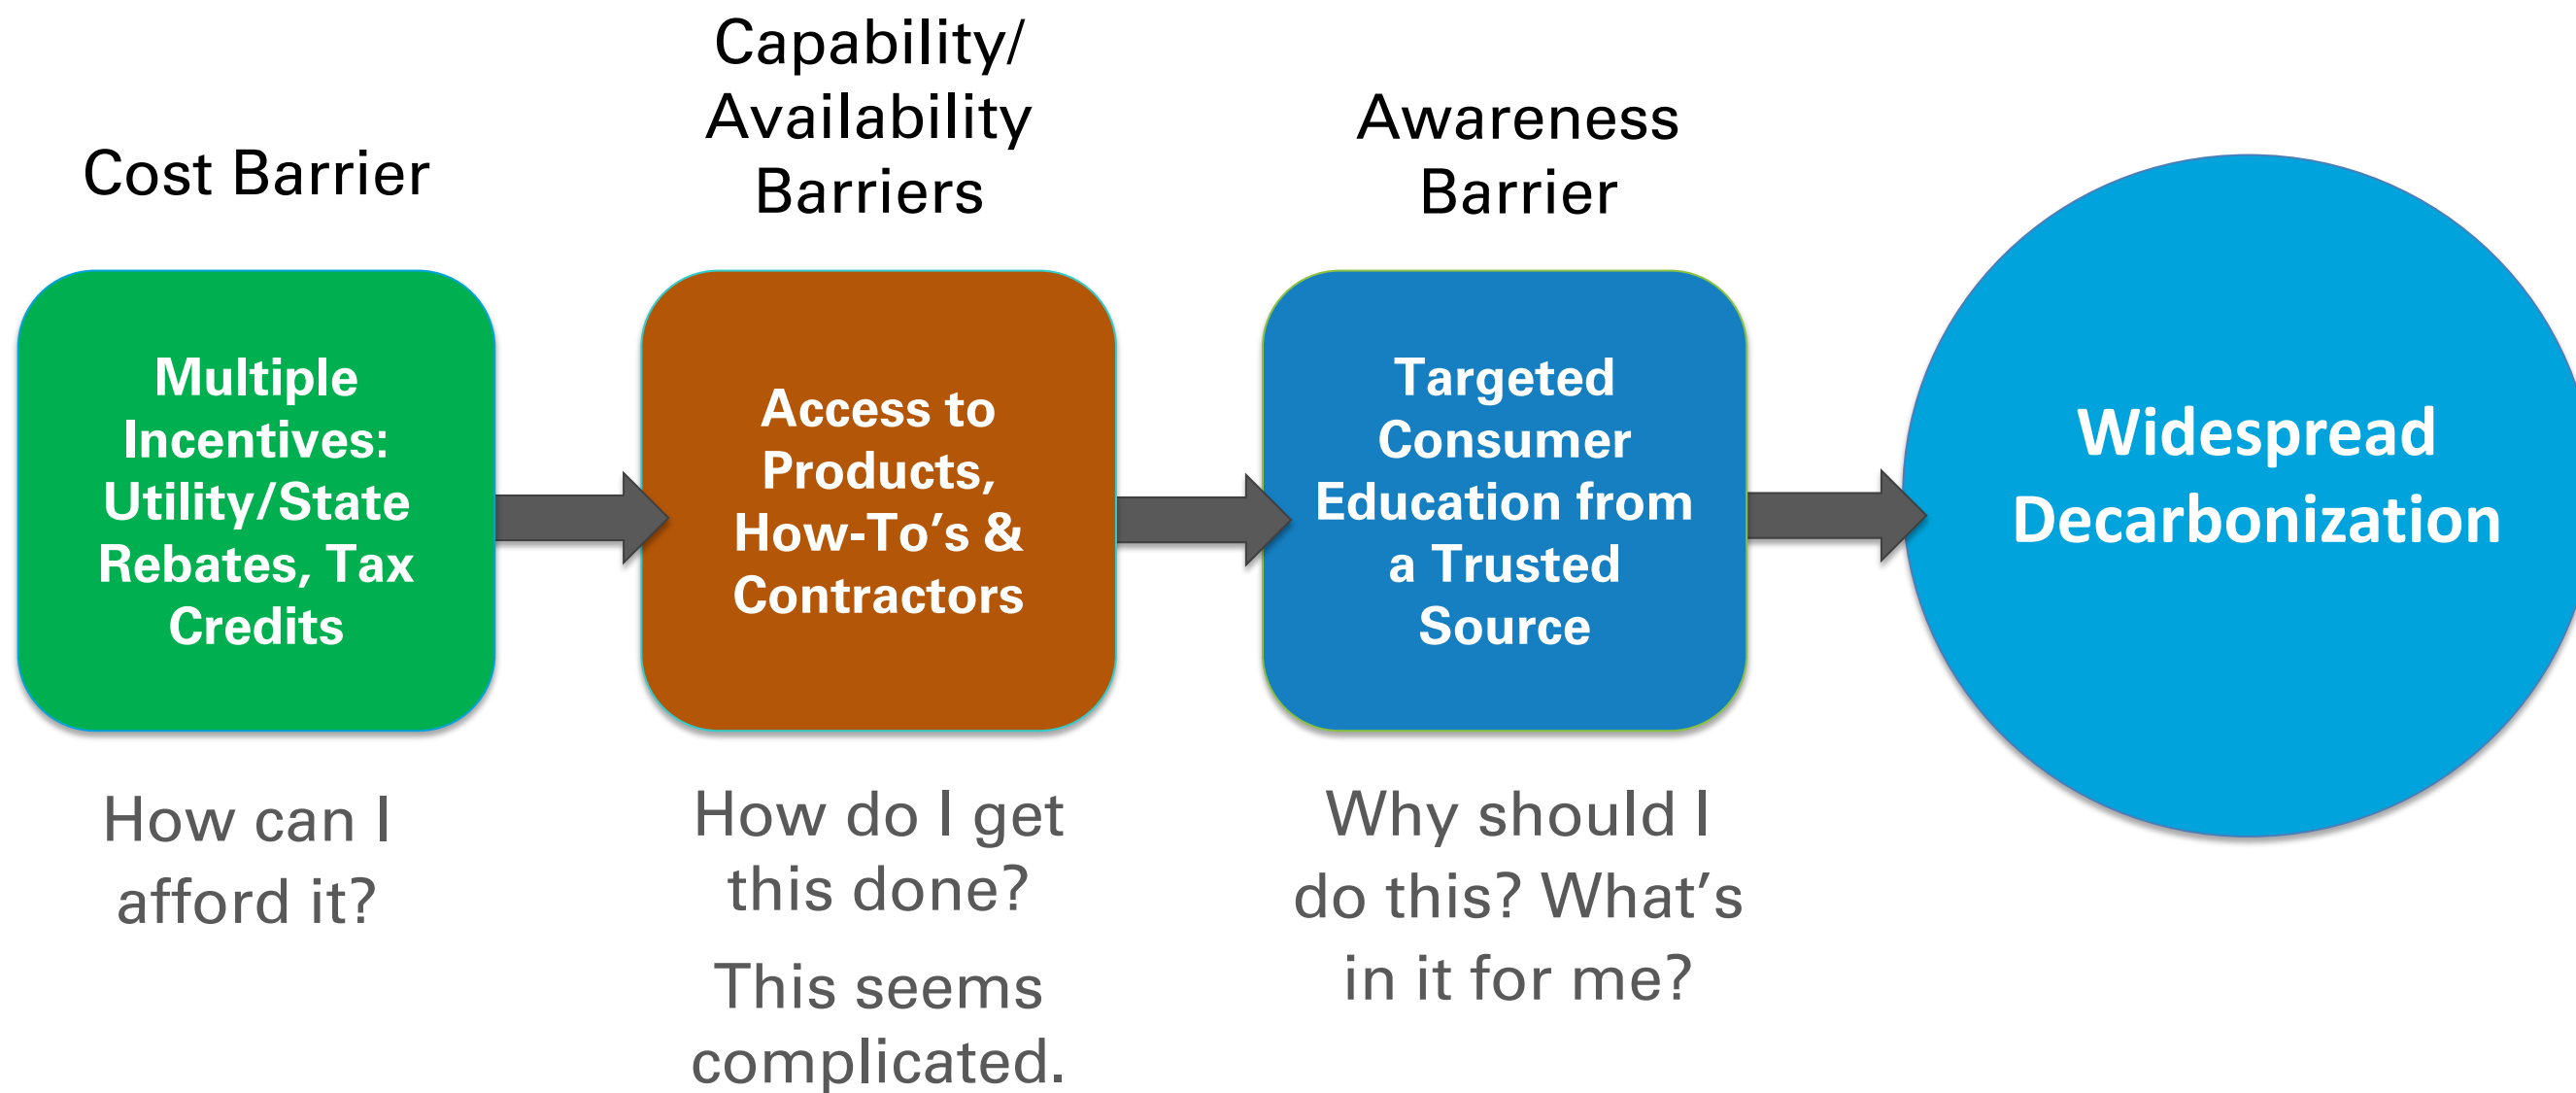 Cost Barrier
Multiple
Incentives:
Utility/State
Rebates, Tax
Credits
How can I
afford it?
Capability/
Availability
Barriers
Access to
Products,
How-To’s &
Contractors
How do I get
this done?
This seems
complicated.
Awareness
Barrier
Targeted
Consumer
Education from
a Trusted
Source
Why should I
do this? What’s
in it for me?
Widespread
Decarbonization